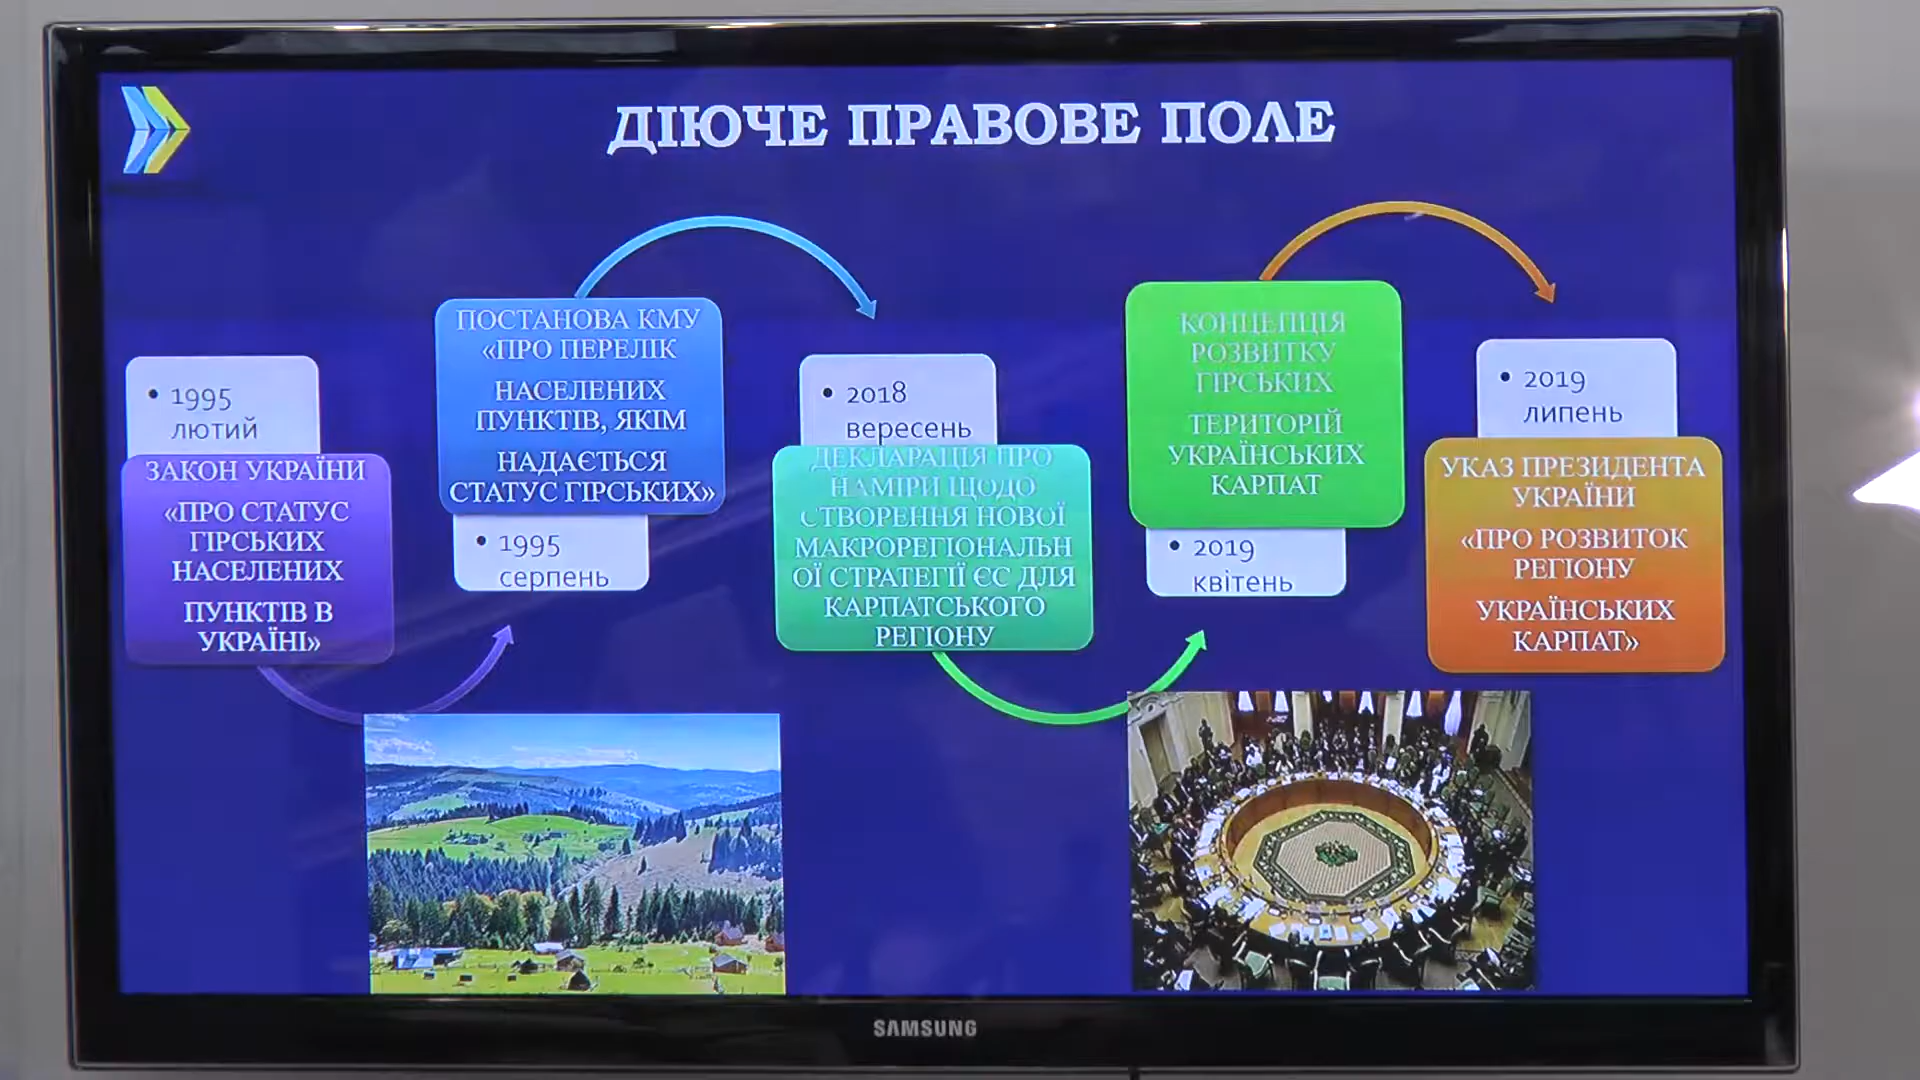 ДІЮЧЕ ПРАВОВЕ ПОЛЕ
• 1995
лютий
ЗАКОН УКРАЇНИ
«ПРО СТАТУС
ГІРСЬКИХ
НАСЕЛЕНИХ
ПУНКТІВ В
УКРАЇНІ»
ПОСТАНОВА КМУ
«ПРО ПЕРЕЛІК
НАСЕЛЕНИХ
ПУНКТІВ, ЯКІМ
НАДАЄТЬСЯ
СТАТУС ГІРСЬКИХ»
• 1995
серпень
• 2018
вересень
ДЕКЛАРАЦІЯ ПРО
НАМІРИ ЩОДО
СТВОРЕННЯ НОВОЇ
МАКРОРЕГІОНАЛЬН
ОЇ СТРАТЕГІЇ ЄС ДЛЯ
КАРПАТСЬКОГО
РЕГІОНУ
КОНЦЕПЦІЯ
РОЗВИТКУ
ГІРСЬКИХ
ТЕРИТОРІЙ
УКРАЇНСЬКИХ
КАРПАТ
• 2019
квітень
• 2019
липень
УКАЗ ПРЕЗИДЕНТА
УКРАЇНИ
«ПРО РОЗВИТОК
РЕГІОНУ
УКРАЇНСЬКИХ
КАРПАТ»
SAMSUNG